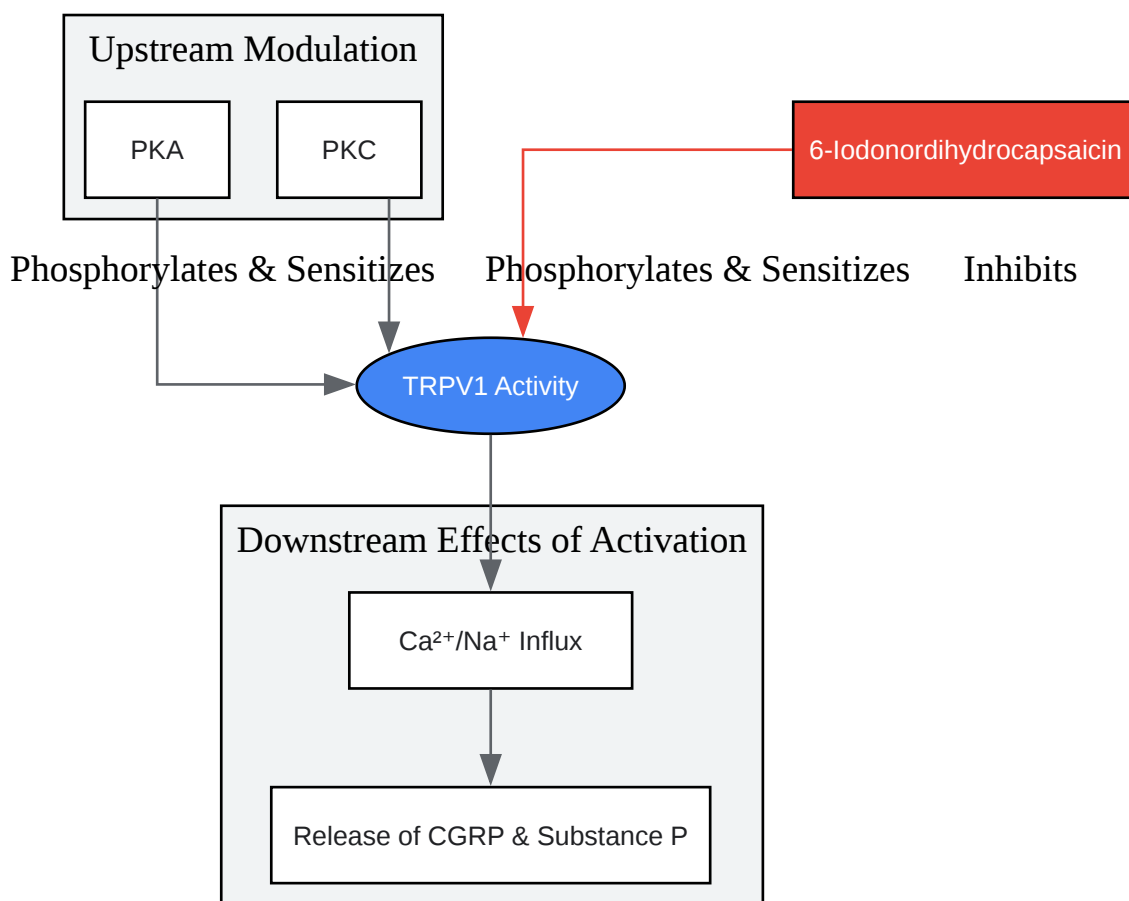 Upstream Modulation
PKA
PKC
6-Iodonordihydrocapsaicin
Phosphorylates & Sensitizes
Phosphorylates & Sensitizes
Inhibits
TRPV1 Activity
Downstream Effects of Activation
Ca²⁺/Na⁺ Influx
Release of CGRP & Substance P